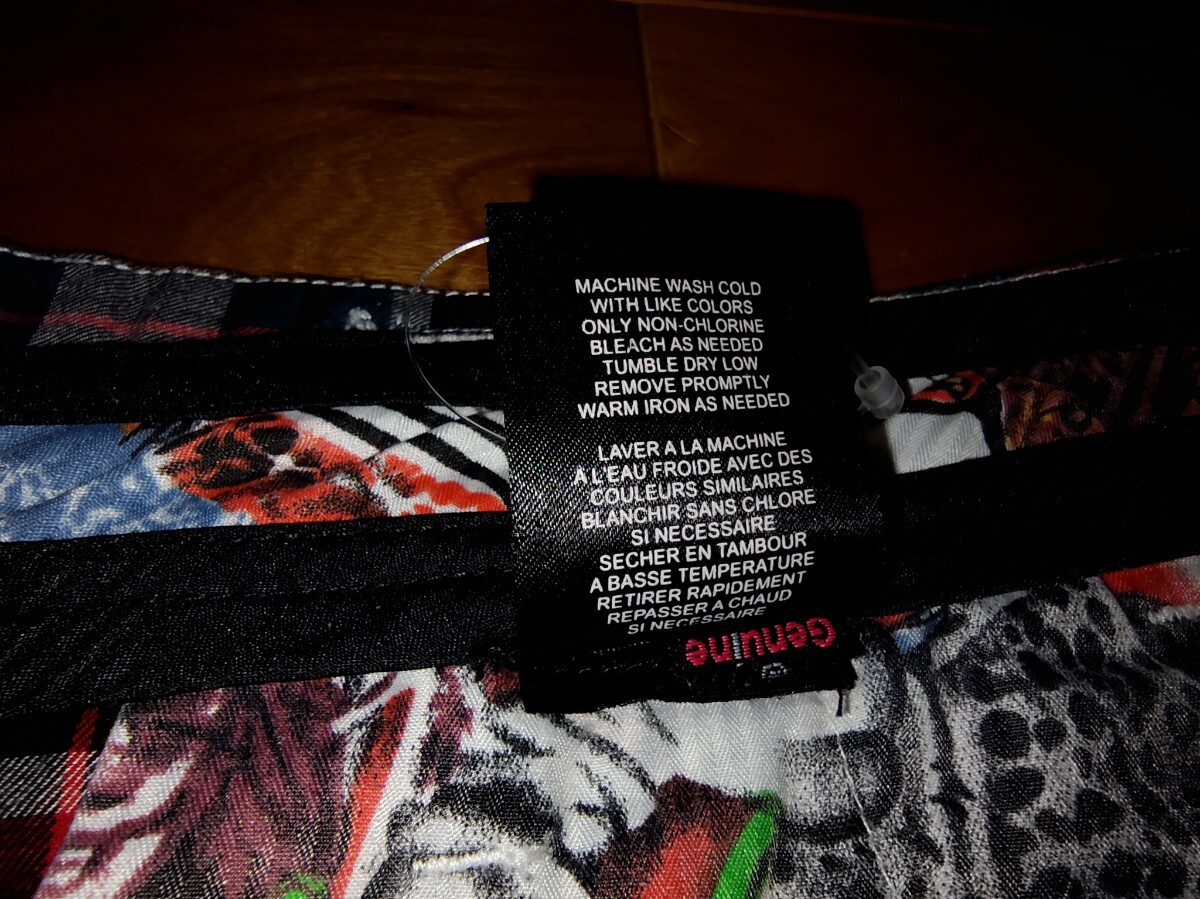 MACHINE WASH COLD
WITH LIKE COLORS
ONLY NON-CHLORINE
BLEACH AS NEEDED
TUMBLE DRY LOW
REMOVE PROMPTLY
WARM IRON AS NEEDED
LAVER A LA MACHINE
A L'EAU FROIDE AVEC DES
COULEURS SIMILAIRES
BLANCHIR SANS CHLORE
SI NECESSAIRE
SECHER EN TAMBOUR
A BASSE TEMPERATURE
RETIRER RAPIDEMENT
REPASSER A CHAUD
SI NECESSAIRE
Genuine